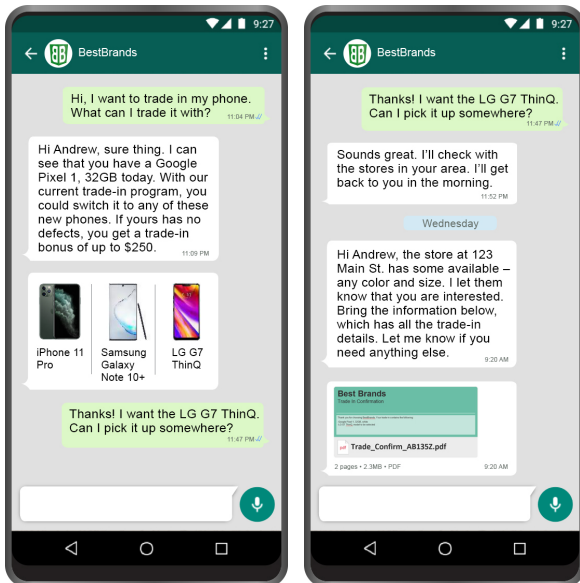 9:27
BestBrands
Hi, I want to trade in my phone.
What can I trade it with?
11:04 PM
Hi Andrew, sure thing. I can
see that you have a Google
Pixel 1, 32GB today. With our
current trade-in program, you
could switch it to any of these
new phones. If yours has no
defects, you get a trade-in
bonus of up to $250.
11:09 PM
iPhone 11
Pro
Samsung
Galaxy
Note 10+
LG G7
ThinQ
Thanks! I want the LG G7 ThinQ.
Can I pick it up somewhere?
11:47 PM
9:27
BestBrands
Thanks! I want the LG G7 ThinQ.
Can I pick it up somewhere?
11:47 PM
Sounds great. I'll check with
the stores in your area. I'll get
back to you in the morning.
11:52 PM
Wednesday
Hi Andrew, the store at 123
Main St. has some available –
any color and size. I let them
know that you are interested.
Bring the information below,
which has all the trade-in
details. Let me know if you
need anything else.
9:20 AM
Best Brands
Trade In Confirmation
pdf
Trade_Confirm_AB135Z.pdf
2 pages • 2.3MB • PDF
9:20 AM